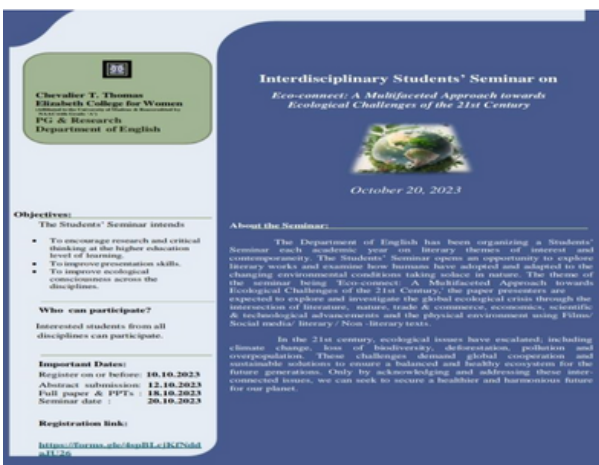 Chevalier T. Thomas
Elizabeth College for Women
PG & Research
Department of English
Objectives:
The Students' Seminar intends
To encourage research and critical
thinking at the higher education
level of learning.
To improve presentation skills.
To improve ecological
consciousness across the
disciplines.
Who can participate?
Interested students from all
disciplines can participate.
Important Dates:
Register on or before: 10.10.2023
Abstract submission: 12.10.2023
Full paper & PPTs : 18.10.2023
Seminar date : 20.10.2023
Registration link:
Interdisciplinary Students' Seminar on
Eco-connect: A Multifaceted Approach towards
Ecological Challenges of the 21st Century
October 20, 2023
About the Seminar:
The Department of English has been organizing a Students'
Seminar each academic year on literary themes of interest and
contemporaneity. The Students' Seminar opens an opportunity to explore
literary works and examine how humans have adopted and adapted to the
changing environmental conditions taking solace in nature. The theme of
the seminar being 'Eco-connect: A Multifaceted Approach towards
Ecological Challenges of the 21st Century,' the paper presenters are
expected to explore and investigate the global ecological crisis through the
intersection of literature, nature, trade & commerce, economics, scientific
& technological advancements and the physical environment using Films/
Social media/ literary / Non -literary texts.
In the 21st century, ecological issues have escalated; including
climate change, loss of biodiversity, deforestation, pollution and
overpopulation. These challenges demand global cooperation and
sustainable solutions to ensure a balanced and healthy ecosystem for the
future generations. Only by acknowledging and addressing these inter-
connected issues, we can seek to secure a healthier and harmonious future
for our planet.